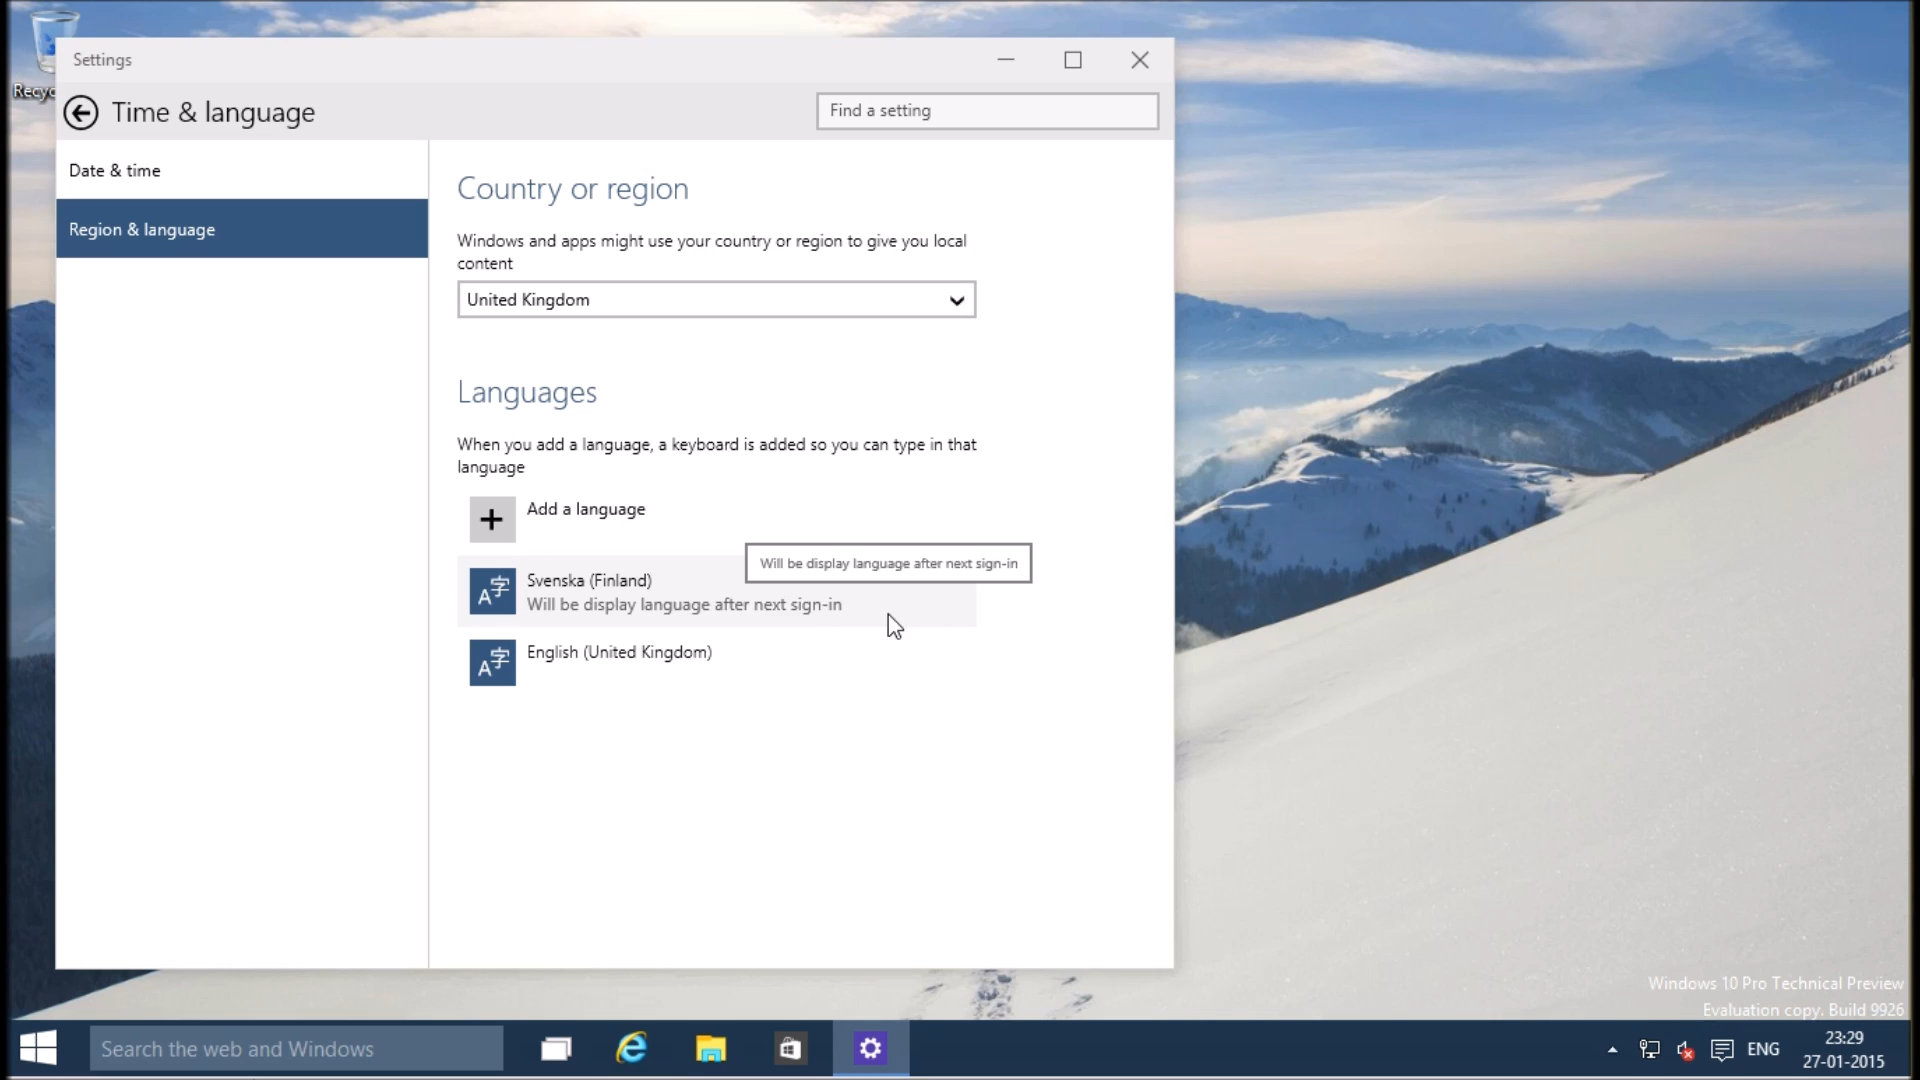 Recyc
Settings
Time & language
Find a setting
Date & time
Region & language
Country or region
Windows and apps might use your country or region to give you local
content
United Kingdom
Languages
When you add a language, a keyboard is added so you can type in that
language
Add a language
Will be display language after next sign-in
A字
Svenska (Finland)
Will be display language after next sign-in
A字
English (United Kingdom)
Windows 10 Pro Technical Preview
Evaluation copy. Build 9926
Search the web and Windows
ENG
23:29
27-01-2015